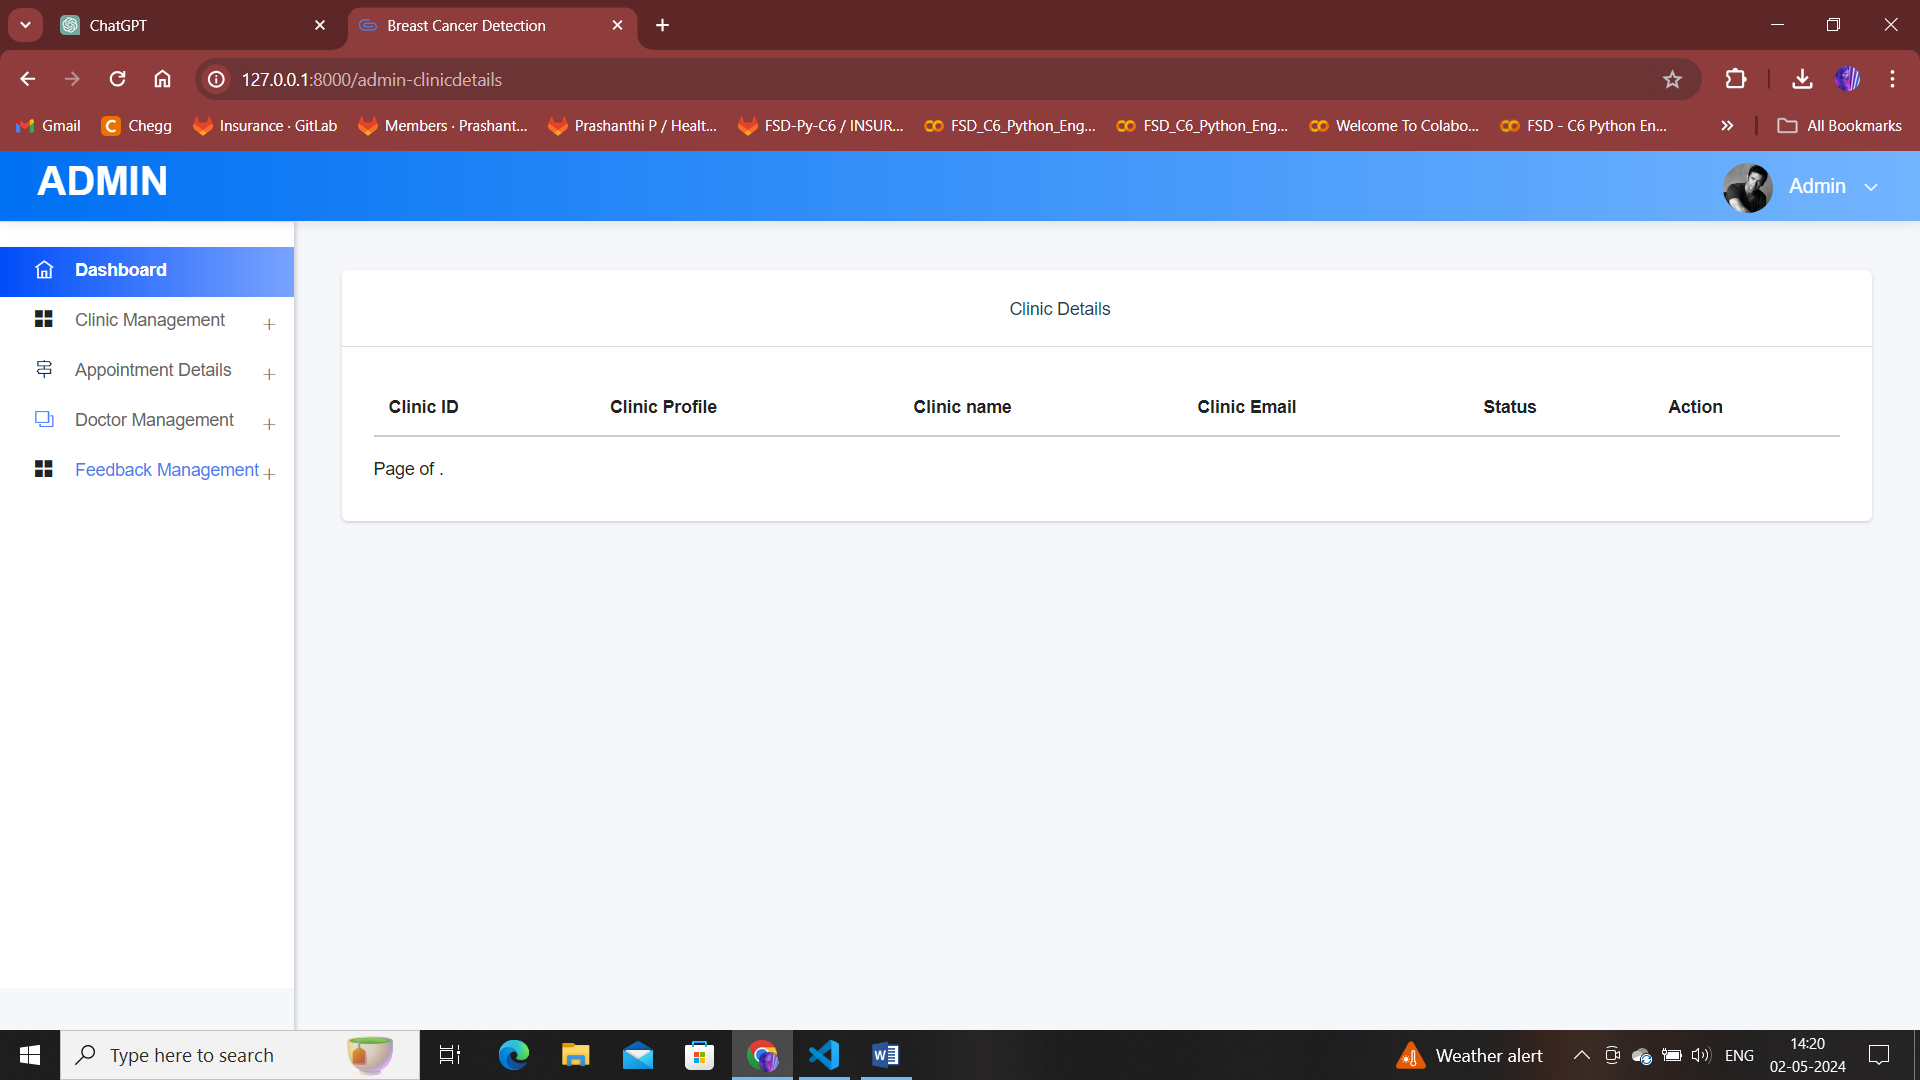 ChatGPT
Breast Cancer Detection
127.0.0.1:8000/admin-clinicdetails
Gmail
Chegg
Insurance · GitLab
Members · Prashant...
Prashanthi P / Healt...
FSD-Py-C6 / INSUR...
FSD_C6_Python_Eng...
FSD_C6_Python_Eng...
Welcome To Colabo...
FSD - C6 Python En...
All Bookmarks
ADMIN
Admin
Dashboard
Clinic Management
Appointment Details
Doctor Management
Feedback Management
Clinic Details
Clinic ID Clinic Profile Clinic name Clinic Email Status Action
Page of .
Type here to search
Weather alert
ENG
14:20
02-05-2024